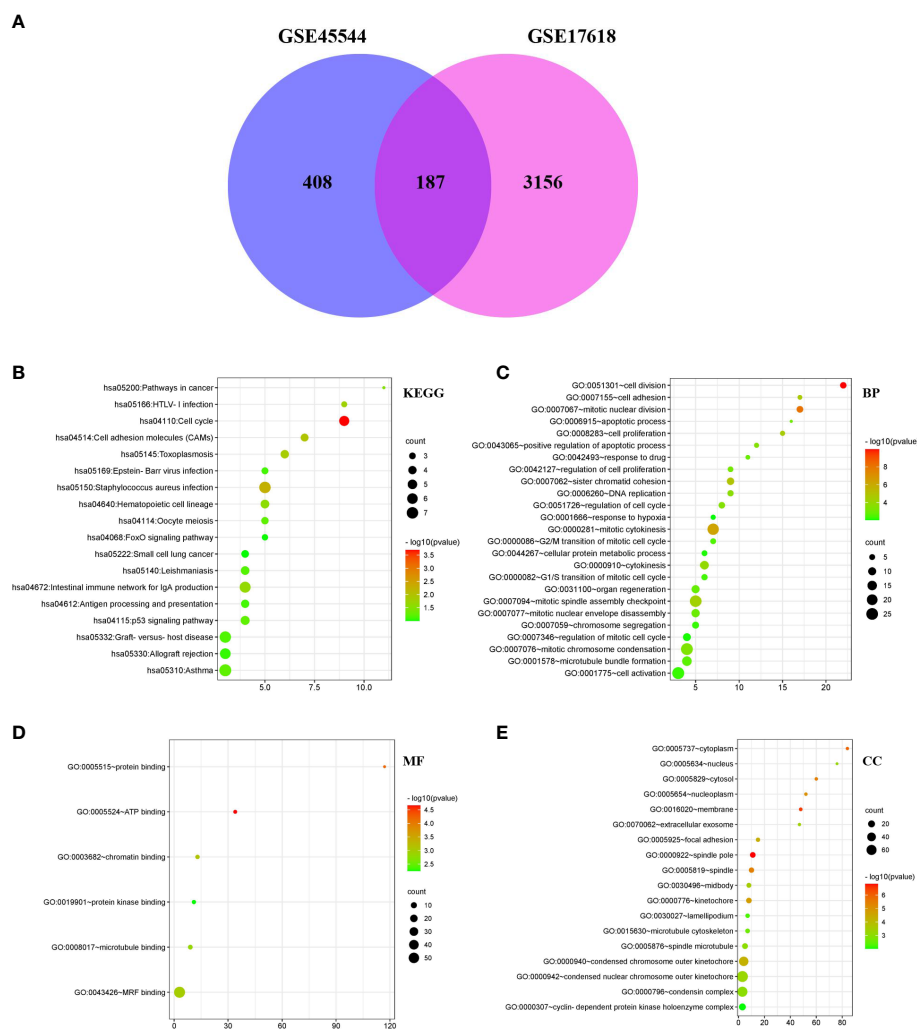 A
GSE45544
GSE17618
408
187
3156
B
KEGG
hsa05200:Pathways in cancer
hsa05166:HTLV- I infection
hsa04110:Cell cycle
hsa04514:Cell adhesion molecules (CAMs)
hsa05145:Toxoplasmosis
hsa05169:Epstein- Barr virus infection
hsa05150:Staphylococcus aureus infection
hsa04640:Hematopoietic cell lineage
hsa04114:Oocyte meiosis
hsa04068:FoxO signaling pathway
hsa05222:Small cell lung cancer
hsa05140:Leishmaniasis
hsa04672:Intestinal immune network for IgA production
hsa04612:Antigen processing and presentation
hsa04115:p53 signaling pathway
hsa05332:Graft- versus- host disease
hsa05330:Allograft rejection
hsa05310:Asthma
5.0 7.5 10.0
count
3
4
5
6
7
- log10(pvalue)
3.5
3.0
2.5
2.0
1.5
C
BP
GO:0051301~cell division
GO:0007155~cell adhesion
GO:0007067~mitotic nuclear division
GO:0006915~apoptotic process
GO:0008283~cell proliferation
GO:0043065~positive regulation of apoptotic process
GO:0042493~response to drug
GO:0042127~regulation of cell proliferation
GO:0007062~sister chromatid cohesion
GO:0006260~DNA replication
GO:0051726~regulation of cell cycle
GO:0001666~response to hypoxia
GO:0000281~mitotic cytokinesis
GO:0000086~G2/M transition of mitotic cell cycle
GO:0044267~cellular protein metabolic process
GO:0000910~cytokinesis
GO:0000082~G1/S transition of mitotic cell cycle
GO:0031100~organ regeneration
GO:0007094~mitotic spindle assembly checkpoint
GO:0007077~mitotic nuclear envelope disassembly
GO:0007059~chromosome segregation
GO:0007346~regulation of mitotic cell cycle
GO:0007076~mitotic chromosome condensation
GO:0001578~microtubule bundle formation
GO:0001775~cell activation
5 10 15 20
- log10(pvalue)
8
6
4
count
5
10
15
20
25
D
MF
GO:0005515~protein binding
GO:0005524~ATP binding
GO:0003682~chromatin binding
GO:0019901~protein kinase binding
GO:0008017~microtubule binding
GO:0043426~MRF binding
0 30 60 90 120
- log10(pvalue)
4.5
4.0
3.5
3.0
2.5
count
10
20
30
40
50
E
CC
GO:0005737~cytoplasm
GO:0005634~nucleus
GO:0005829~cytosol
GO:0005654~nucleoplasm
GO:0016020~membrane
GO:0070062~extracellular exosome
GO:0005925~focal adhesion
GO:0000922~spindle pole
GO:0005819~spindle
GO:0030496~midbody
GO:0000776~kinetochore
GO:0030027~lamellipodium
GO:0015630~microtubule cytoskeleton
GO:0005876~spindle microtubule
GO:0000940~condensed chromosome outer kinetochore
GO:0000942~condensed nuclear chromosome outer kinetochore
GO:0000796~condensin complex
GO:0000307~cyclin- dependent protein kinase holoenzyme complex
0 20 40 60 80
count
20
40
60
- log10(pvalue)
6
5
4
3